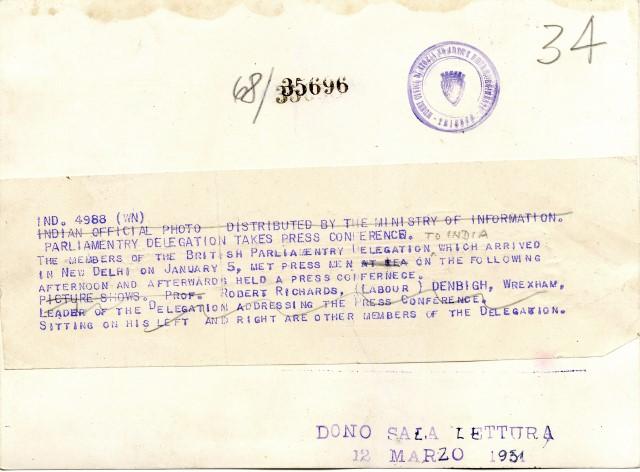 34
68/35696
IND. 4988 (WN)
INDIAN OFFICIAL PHOTO DISTRIBUTED BY THE MINISTRY OF INFORMATION.
PARLIAMENTRY DELEGATION TAKES PRESS CONFERENCE. TO INDIA
THE MEMBERS OF THE BRITISH PARLIAMENTRY DELEGATION WHICH ARRIVED
IN NEW DELHI ON JANUARY 5, MET PRESS MEN AT TEA ON THE FOLLOWING
AFTERNOON AND AFTERWARDS HELD A PRESS CONFERNECE.
PICTURE SHOWS. PROF. ROBERT RICHARDS, (LABOUR) DENBIGH, WREXHAM,
LEADER OF THE DELEGATION ADDRESSING THE PRESS CONFERENCE.
SITTING ON HIS LEFT AND RIGHT ARE OTHER MEMBERS OF THE DELEGATION.
DONO SALA LETTURA
12 MARZO 1951